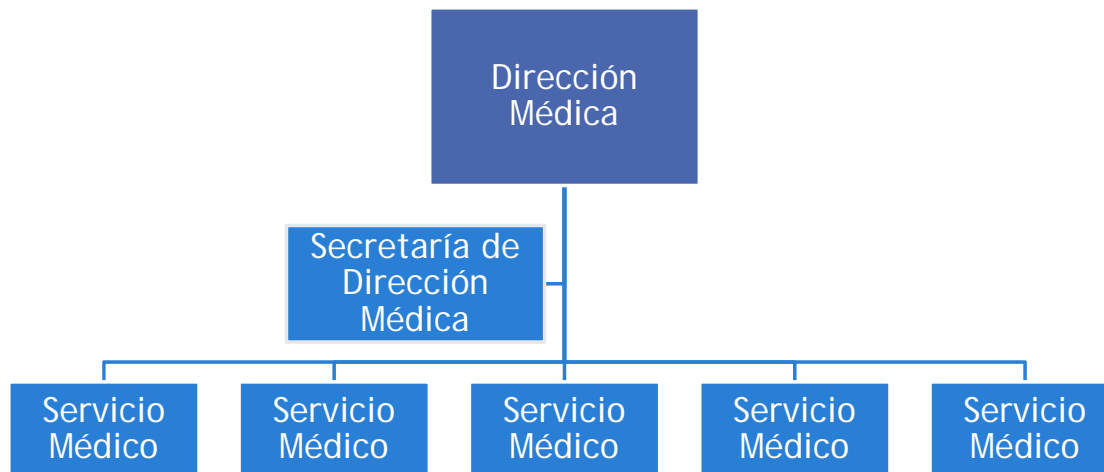 Dirección
Médica
Secretaría de
Dirección
Médica
Servicio
Médico
Servicio
Médico
Servicio
Médico
Servicio
Médico
Servicio
Médico